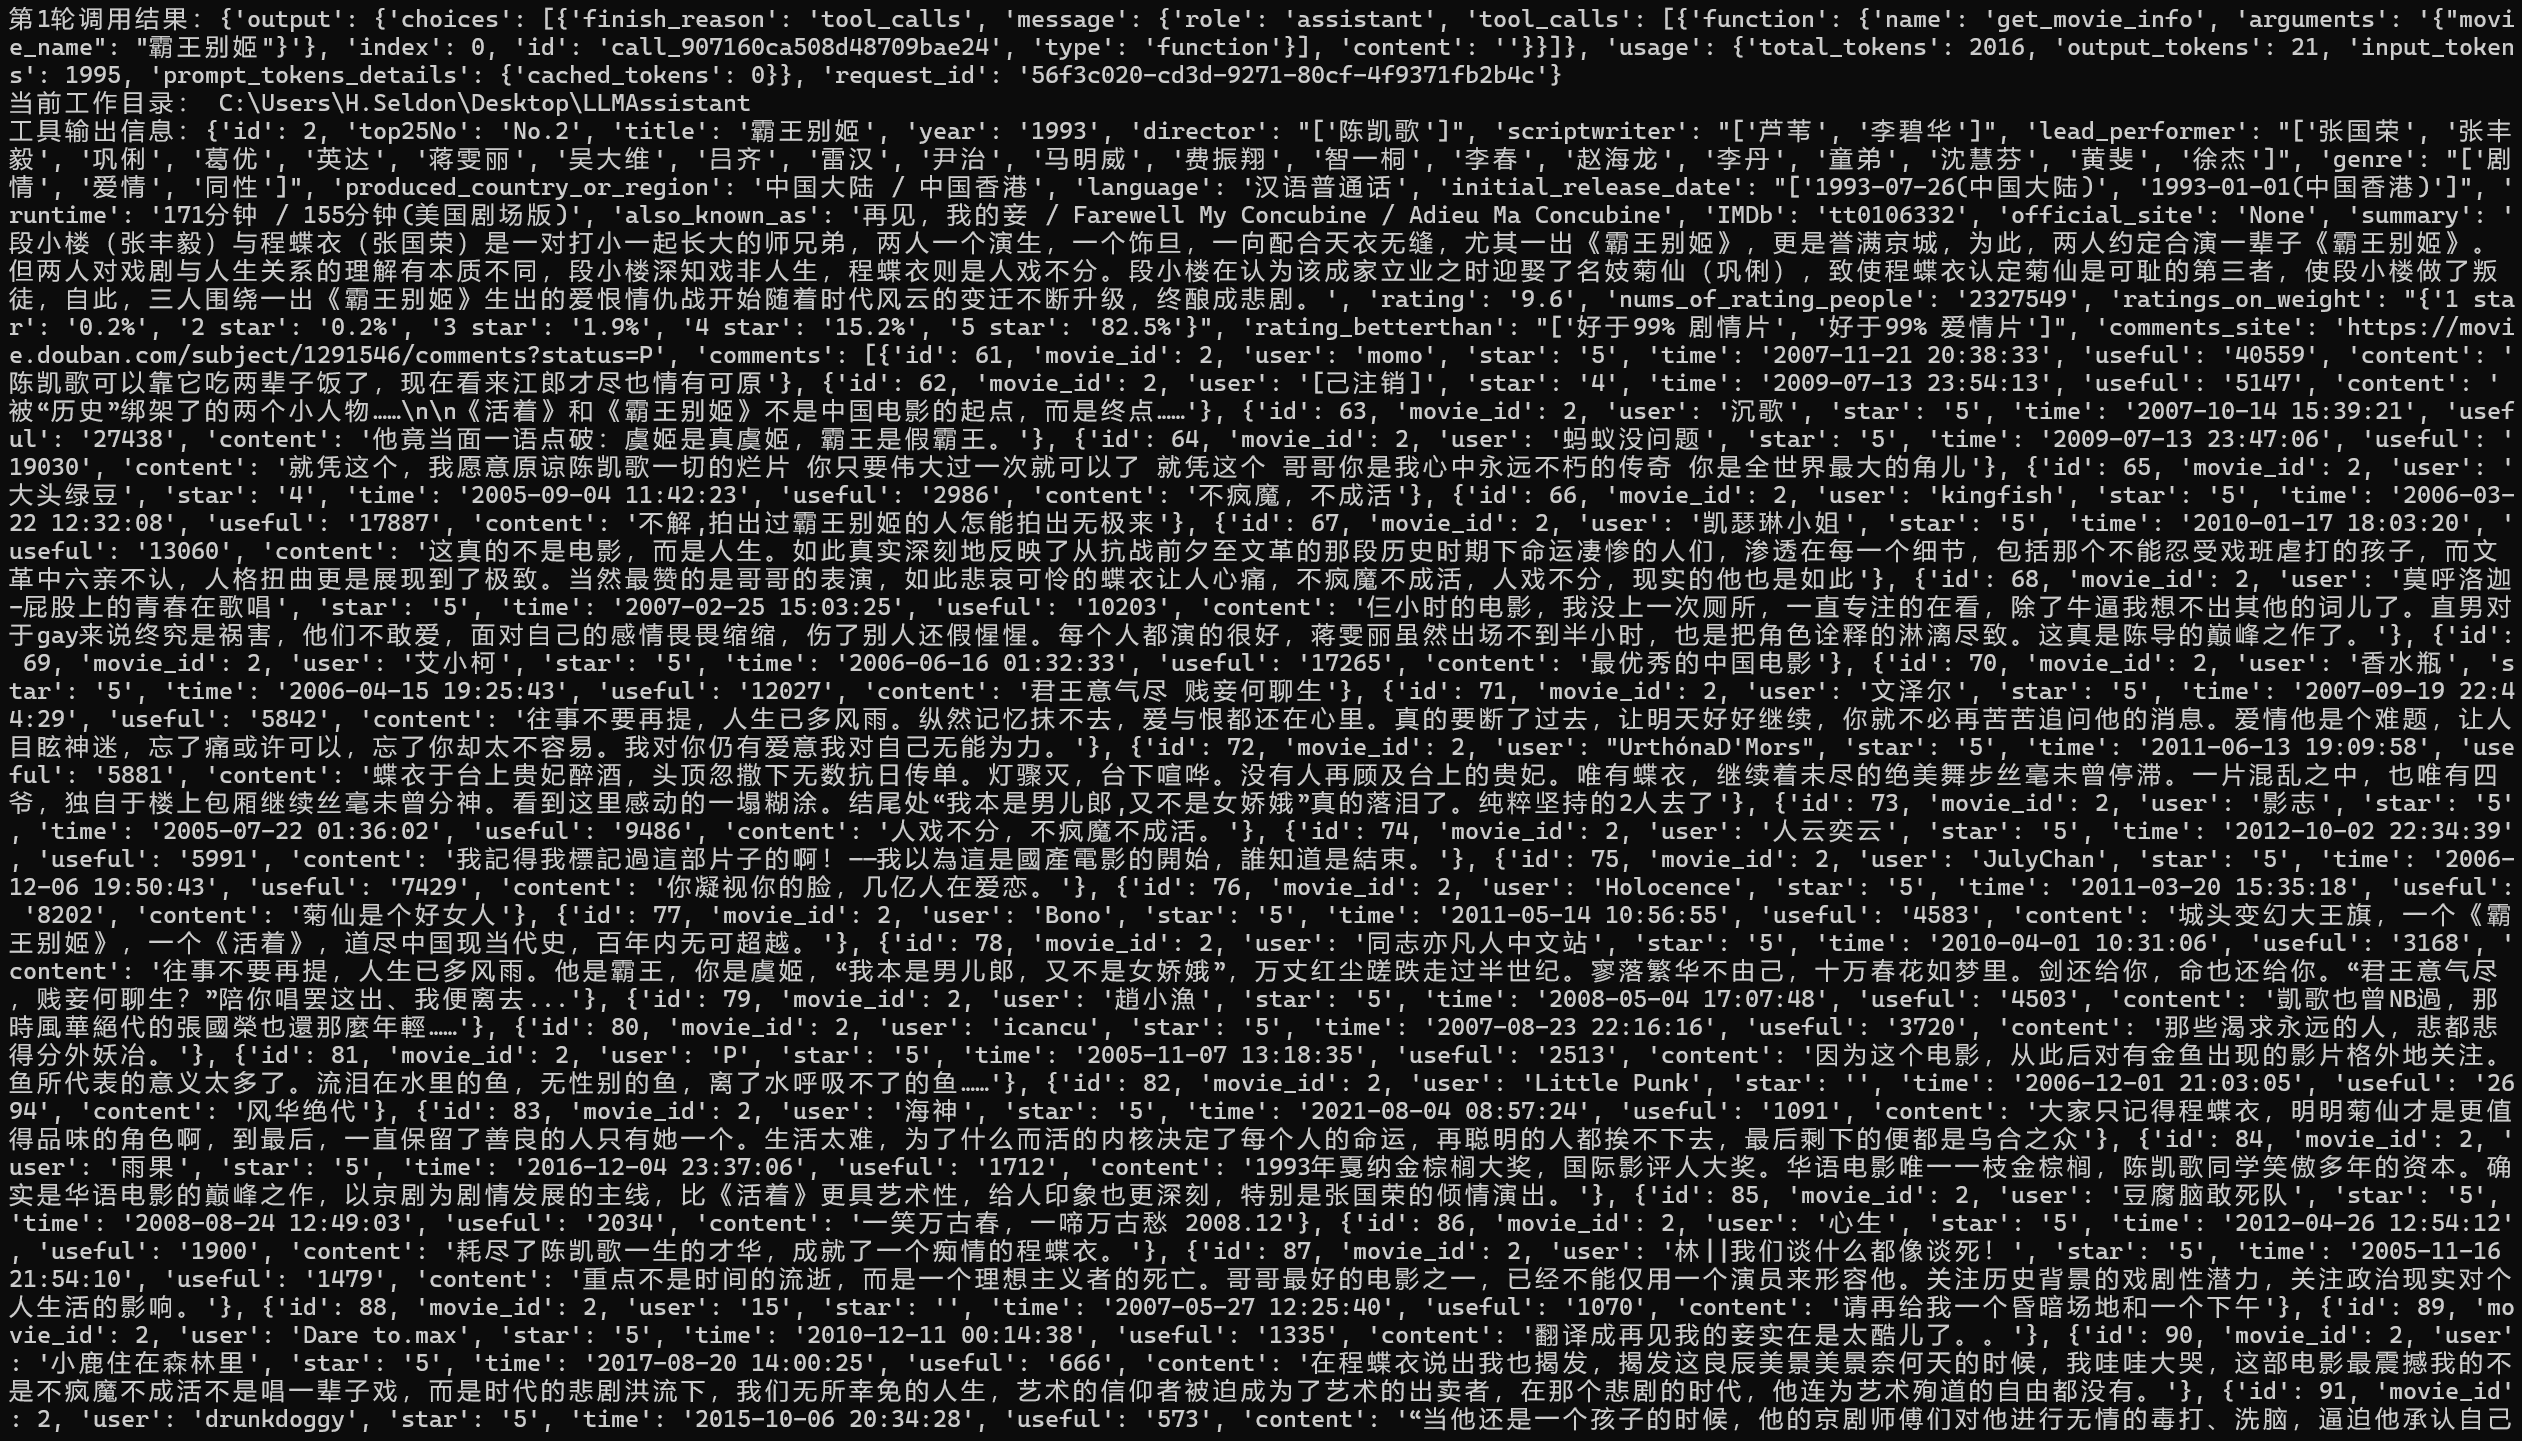 第1轮调用结果: {'output': {'choices': [{'finish_reason': 'tool_calls', 'message': {'role': 'assistant', 'tool_calls': [{'function': {'name': 'get_movie_info', 'arguments': '{"movi
e_name": "霸王别姬"}'}, 'index': 0, 'id': 'call_907160ca508d48709bae24', 'type': 'function'}], 'content': ''}}]}, 'usage': {'total_tokens': 2016, 'output_tokens': 21, 'input_token
s': 1995, 'prompt_tokens_details': {'cached_tokens': 0}}, 'request_id': '56f3c020-cd3d-9271-80cf-4f9371fb2b4c'}
当前工作目录： C:\Users\H.Seldon\Desktop\LLMAssistant
工具输出信息: {'id': 2, 'top25No': 'No.2', 'title': '霸王别姬', 'year': '1993', 'director': "['陈凯歌']", 'scriptwriter': "['芦苇', '李碧华']", 'lead_performer': "['张国荣', '张丰
毅', '巩俐', '葛优', '英达', '蒋雯丽', '吴大维', '吕齐', '雷汉', '尹治', '马明威', '费振翔', '智一桐', '李春', '赵海龙', '李丹', '童弟', '沈慧芬', '黄斐', '徐杰']", 'genre': "['剧
情', '爱情', '同性']", 'produced_country_or_region': '中国大陆 / 中国香港', 'language': '汉语普通话', 'initial_release_date': "['1993-07-26(中国大陆)', '1993-01-01(中国香港)']", '
runtime': '171分钟 / 155分钟(美国剧场版)', 'also_known_as': '再见，我的妾 / Farewell My Concubine / Adieu Ma Concubine', 'IMDb': 'tt0106332', 'official_site': 'None', 'summary': '
段小楼（张丰毅）与程蝶衣（张国荣）是一对打小一起长大的师兄弟，两人一个演生，一个饰旦，一向配合天衣无缝，尤其一出《霸王别姬》，更是誉满京城，为此，两人约定合演一辈子《霸王别姬》。
但两人对戏剧与人生关系的理解有本质不同，段小楼深知戏非人生，程蝶衣则是人戏不分。段小楼在认为该成家立业之时迎娶了名妓菊仙（巩俐），致使程蝶衣认定菊仙是可耻的第三者，使段小楼做了叛
徒，自此，三人围绕一出《霸王别姬》生出的爱恨情仇战开始随着时代风云的变迁不断升级，终酿成悲剧。', 'rating': '9.6', 'nums_of_rating_people': '2327549', 'ratings_on_weight': "{'1 sta
r': '0.2%', '2 star': '0.2%', '3 star': '1.9%', '4 star': '15.2%', '5 star': '82.5%'}", 'rating_betterthan': "['好于99% 剧情片', '好于99% 爱情片']", 'comments_site': 'https://movi
e.douban.com/subject/1291546/comments?status=P', 'comments': [{'id': 61, 'movie_id': 2, 'user': 'momo', 'star': '5', 'time': '2007-11-21 20:38:33', 'useful': '40559', 'content': '
陈凯歌可以靠它吃两辈子饭了，现在看来江郎才尽也情有可原'}, {'id': 62, 'movie_id': 2, 'user': '[己注销]', 'star': '4', 'time': '2009-07-13 23:54:13', 'useful': '5147', 'content': '
被“历史”绑架了的两个小人物……\n\n《活着》和《霸王别姬》不是中国电影的起点，而是终点……'}, {'id': 63, 'movie_id': 2, 'user': '沉歌', 'star': '5', 'time': '2007-10-14 15:39:21', 'usef
ul': '27438', 'content': '他竟当面一语点破：虞姬是真虞姬，霸王是假霸王。'}, {'id': 64, 'movie_id': 2, 'user': '蚂蚁没问题', 'star': '5', 'time': '2009-07-13 23:47:06', 'useful': '
19030', 'content': '就凭这个，我愿意原谅陈凯歌一切的烂片 你只要伟大过一次就可以了 就凭这个 哥哥你是我心中永远不朽的传奇 你是全世界最大的角儿'}, {'id': 65, 'movie_id': 2, 'user': '
大头绿豆', 'star': '4', 'time': '2005-09-04 11:42:23', 'useful': '2986', 'content': '不疯魔，不成活'}, {'id': 66, 'movie_id': 2, 'user': 'kingfish', 'star': '5', 'time': '2006-03-
22 12:32:08', 'useful': '17887', 'content': '不解,拍出过霸王别姬的人怎能拍出无极来'}, {'id': 67, 'movie_id': 2, 'user': '凯瑟琳小姐', 'star': '5', 'time': '2010-01-17 18:03:20', '
useful': '13060', 'content': '这真的不是电影，而是人生。如此真实深刻地反映了从抗战前夕至文革的那段历史时期下命运凄惨的人们，渗透在每一个细节，包括那个不能忍受戏班虐打的孩子，而文
革中六亲不认，人格扭曲更是展现到了极致。当然最赞的是哥哥的表演，如此悲哀可怜的蝶衣让人心痛，不疯魔不成活，人戏不分，现实的他也是如此'}, {'id': 68, 'movie_id': 2, 'user': '莫呼洛迦
-屁股上的青春在歌唱', 'star': '5', 'time': '2007-02-25 15:03:25', 'useful': '10203', 'content': '仨小时的电影，我没上一次厕所，一直专注的在看，除了牛逼我想不出其他的词儿了。直男对
于gay来说终究是祸害，他们不敢爱，面对自己的感情畏畏缩缩，伤了别人还假惺惺。每个人都演的很好，蒋雯丽虽然出场不到半小时，也是把角色诠释的淋漓尽致。这真是陈导的巅峰之作了。'}, {'id':
 69, 'movie_id': 2, 'user': '艾小柯', 'star': '5', 'time': '2006-06-16 01:32:33', 'useful': '17265', 'content': '最优秀的中国电影'}, {'id': 70, 'movie_id': 2, 'user': '香水瓶', 's
tar': '5', 'time': '2006-04-15 19:25:43', 'useful': '12027', 'content': '君王意气尽 贱妾何聊生'}, {'id': 71, 'movie_id': 2, 'user': '文泽尔', 'star': '5', 'time': '2007-09-19 22:4
4:29', 'useful': '5842', 'content': '往事不要再提，人生已多风雨。纵然记忆抹不去，爱与恨都还在心里。真的要断了过去，让明天好好继续，你就不必再苦苦追问他的消息。爱情他是个难题，让人
目眩神迷，忘了痛或许可以，忘了你却太不容易。我对你仍有爱意我对自己无能为力。'}, {'id': 72, 'movie_id': 2, 'user': "UrthónaD'Mors", 'star': '5', 'time': '2011-06-13 19:09:58', 'use
ful': '5881', 'content': '蝶衣于台上贵妃醉酒，头顶忽撒下无数抗日传单。灯骤灭，台下喧哗。没有人再顾及台上的贵妃。唯有蝶衣，继续着未尽的绝美舞步丝毫未曾停滞。一片混乱之中，也唯有四
爷，独自于楼上包厢继续丝毫未曾分神。看到这里感动的一塌糊涂。结尾处“我本是男儿郎,又不是女娇娥”真的落泪了。纯粹坚持的2人去了'}, {'id': 73, 'movie_id': 2, 'user': '影志', 'star': '5'
, 'time': '2005-07-22 01:36:02', 'useful': '9486', 'content': '人戏不分，不疯魔不成活。'}, {'id': 74, 'movie_id': 2, 'user': '人云奕云', 'star': '5', 'time': '2012-10-02 22:34:39'
, 'useful': '5991', 'content': '我記得我標記過這部片子的啊！——我以為這是國產電影的開始，誰知道是結束。'}, {'id': 75, 'movie_id': 2, 'user': 'JulyChan', 'star': '5', 'time': '2006-
12-06 19:50:43', 'useful': '7429', 'content': '你凝视你的脸，几亿人在爱恋。'}, {'id': 76, 'movie_id': 2, 'user': 'Holocence', 'star': '5', 'time': '2011-03-20 15:35:18', 'useful':
 '8202', 'content': '菊仙是个好女人'}, {'id': 77, 'movie_id': 2, 'user': 'Bono', 'star': '5', 'time': '2011-05-14 10:56:55', 'useful': '4583', 'content': '城头变幻大王旗，一个《霸
王别姬》，一个《活着》，道尽中国现当代史，百年内无可超越。'}, {'id': 78, 'movie_id': 2, 'user': '同志亦凡人中文站', 'star': '5', 'time': '2010-04-01 10:31:06', 'useful': '3168', '
content': '往事不要再提，人生已多风雨。他是霸王，你是虞姬，“我本是男儿郎，又不是女娇娥”，万丈红尘蹉跌走过半世纪。寥落繁华不由己，十万春花如梦里。剑还给你，命也还给你。“君王意气尽
，贱妾何聊生？”陪你唱罢这出、我便离去...'}, {'id': 79, 'movie_id': 2, 'user': '趙小漁', 'star': '5', 'time': '2008-05-04 17:07:48', 'useful': '4503', 'content': '凯歌也曾NB過，那
時風華絕代的張國榮也還那麼年輕……'}, {'id': 80, 'movie_id': 2, 'user': 'icancu', 'star': '5', 'time': '2007-08-23 22:16:16', 'useful': '3720', 'content': '那些渴求永远的人，悲都悲
得分外妖冶。'}, {'id': 81, 'movie_id': 2, 'user': 'P', 'star': '5', 'time': '2005-11-07 13:18:35', 'useful': '2513', 'content': '因为这个电影，从此后对有金鱼出现的影片格外地关注。
鱼所代表的意义太多了。流泪在水里的鱼，无性别的鱼，离了水呼吸不了的鱼……'}, {'id': 82, 'movie_id': 2, 'user': 'Little Punk', 'star': '', 'time': '2006-12-01 21:03:05', 'useful': '26
94', 'content': '风华绝代'}, {'id': 83, 'movie_id': 2, 'user': '海神', 'star': '5', 'time': '2021-08-04 08:57:24', 'useful': '1091', 'content': '大家只记得程蝶衣，明明菊仙才是更值
得品味的角色啊，到最后，一直保留了善良的人只有她一个。生活太难，为了什么而活的内核决定了每个人的命运，再聪明的人都挨不下去，最后剩下的便都是乌合之众'}, {'id': 84, 'movie_id': 2, '
user': '雨果', 'star': '5', 'time': '2016-12-04 23:37:06', 'useful': '1712', 'content': '1993年戛纳金棕榈大奖，国际影评人大奖。华语电影唯一一枝金棕榈，陈凯歌同学笑傲多年的资本。确
实是华语电影的巅峰之作，以京剧为剧情发展的主线，比《活着》更具艺术性，给人印象也更深刻，特别是张国荣的倾情演出。'}, {'id': 85, 'movie_id': 2, 'user': '豆腐脑敢死队', 'star': '5',
'time': '2008-08-24 12:49:03', 'useful': '2034', 'content': '一笑万古春，一啼万古愁 2008.12'}, {'id': 86, 'movie_id': 2, 'user': '心生', 'star': '5', 'time': '2012-04-26 12:54:12'
, 'useful': '1900', 'content': '耗尽了陈凯歌一生的才华，成就了一个痴情的程蝶衣。'}, {'id': 87, 'movie_id': 2, 'user': '林||我们谈什么都像谈死！', 'star': '5', 'time': '2005-11-16
21:54:10', 'useful': '1479', 'content': '重点不是时间的流逝，而是一个理想主义者的死亡。哥哥最好的电影之一，已经不能仅用一个演员来形容他。关注历史背景的戏剧性潜力，关注政治现实对个
人生活的影响。'}, {'id': 88, 'movie_id': 2, 'user': '15', 'star': '', 'time': '2007-05-27 12:25:40', 'useful': '1070', 'content': '请再给我一个昏暗场地和一个下午'}, {'id': 89, 'mo
vie_id': 2, 'user': 'Dare to.max', 'star': '5', 'time': '2010-12-11 00:14:38', 'useful': '1335', 'content': '翻译成再见我的妾实在是太酷儿了。。'}, {'id': 90, 'movie_id': 2, 'user'
: '小鹿住在森林里', 'star': '5', 'time': '2017-08-20 14:00:25', 'useful': '666', 'content': '在程蝶衣说出我也揭发，揭发这良辰美景美景奈何天的时候，我哇哇大哭，这部电影最震撼我的不
是不疯魔不成活不是唱一辈子戏，而是时代的悲剧洪流下，我们无所幸免的人生，艺术的信仰者被迫成为了艺术的出卖者，在那个悲剧的时代，他连为艺术殉道的自由都没有。'}, {'id': 91, 'movie_id'
: 2, 'user': 'drunkdoggy', 'star': '5', 'time': '2015-10-06 20:34:28', 'useful': '573', 'content': '“当他还是一个孩子的时候，他的京剧师傅们对他进行无情的毒打、洗脑，逼迫他承认自己